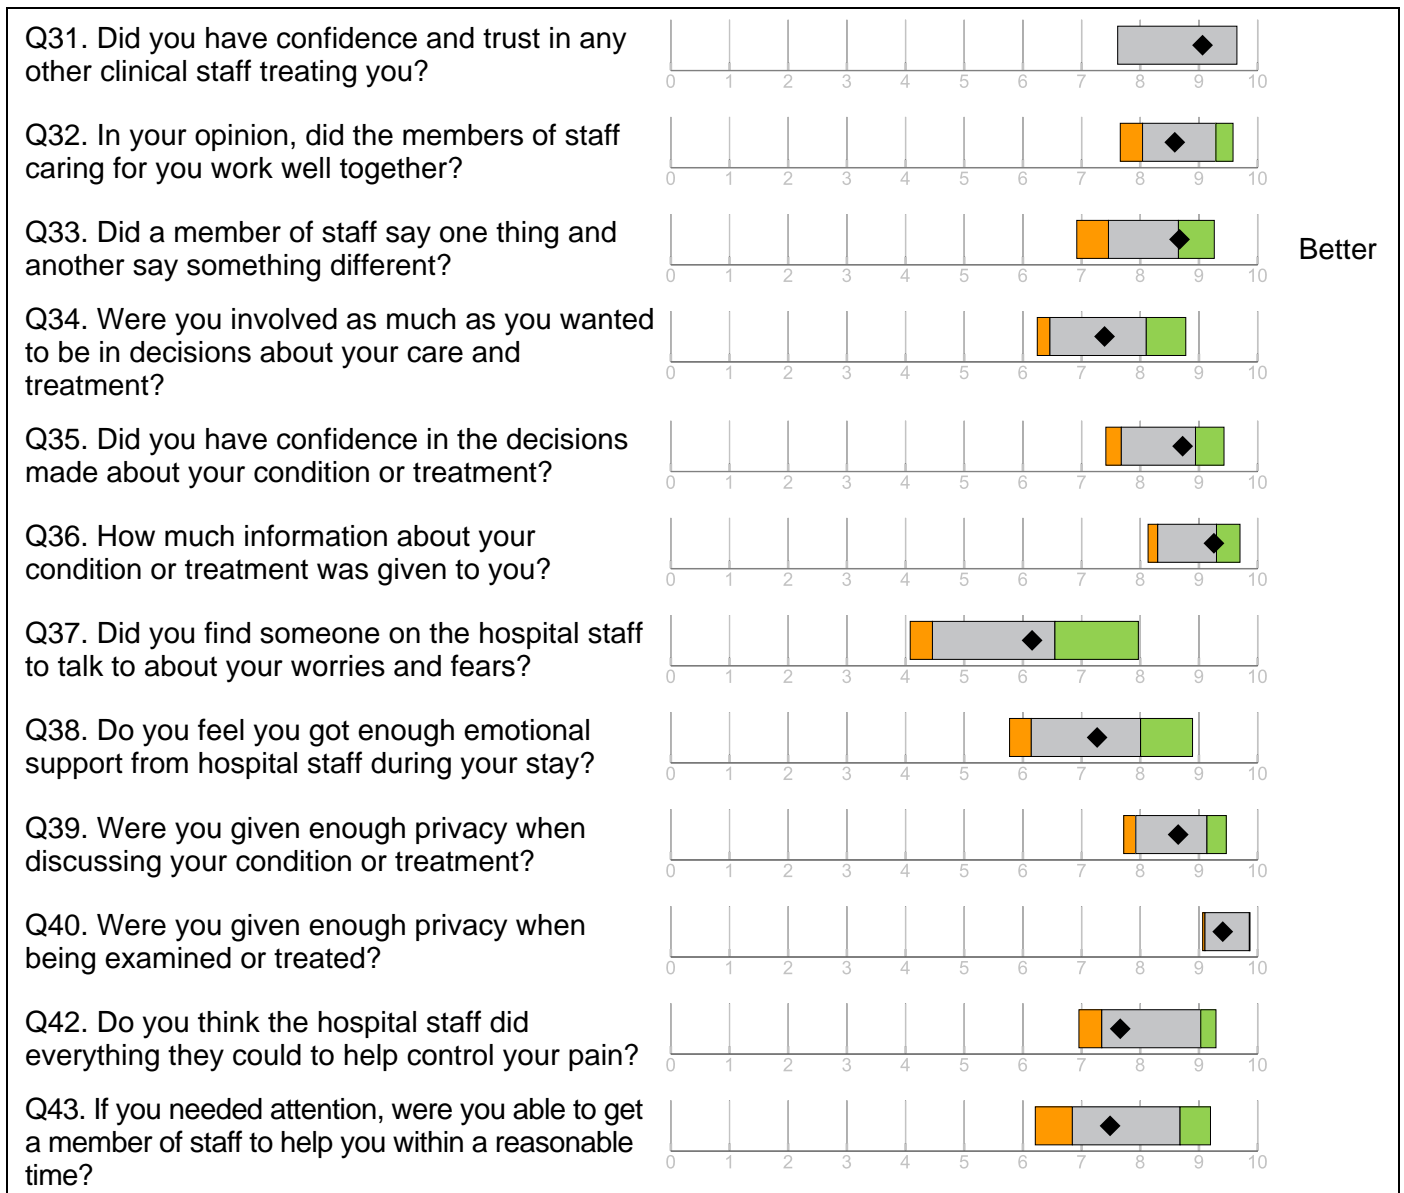 Q31. Did you have confidence and trust in any
other clinical staff treating you?
0 1 2 3 4 5 6 7 8 9 10
Q32. In your opinion, did the members of staff
caring for you work well together?
0 1 2 3 4 5 6 7 8 9 10
Q33. Did a member of staff say one thing and
another say something different?
Better
0 1 2 3 4 5 6 7 8 9 10
Q34. Were you involved as much as you wanted
to be in decisions about your care and
treatment?
0 1 2 3 4 5 6 7 8 9 10
Q35. Did you have confidence in the decisions
made about your condition or treatment?
0 1 2 3 4 5 6 7 8 9 10
Q36. How much information about your
condition or treatment was given to you?
0 1 2 3 4 5 6 7 8 9 10
Q37. Did you find someone on the hospital staff
to talk to about your worries and fears?
0 1 2 3 4 5 6 7 8 9 10
Q38. Do you feel you got enough emotional
support from hospital staff during your stay?
0 1 2 3 4 5 6 7 8 9 10
Q39. Were you given enough privacy when
discussing your condition or treatment?
0 1 2 3 4 5 6 7 8 9 10
Q40. Were you given enough privacy when
being examined or treated?
0 1 2 3 4 5 6 7 8 9 10
Q42. Do you think the hospital staff did
everything they could to help control your pain?
0 1 2 3 4 5 6 7 8 9 10
Q43. If you needed attention, were you able to get
a member of staff to help you within a reasonable
time?
0 1 2 3 4 5 6 7 8 9 10